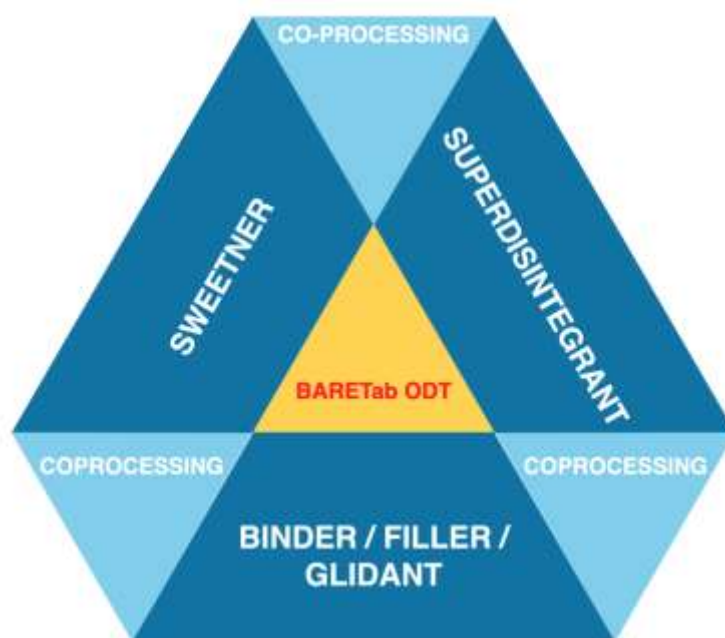 CO-PROCESSING
SWEETNER
SUPERDISINTEGRANT
BARETab ODT
COPROCESSING
COPROCESSING
BINDER / FILLER /
GLIDANT